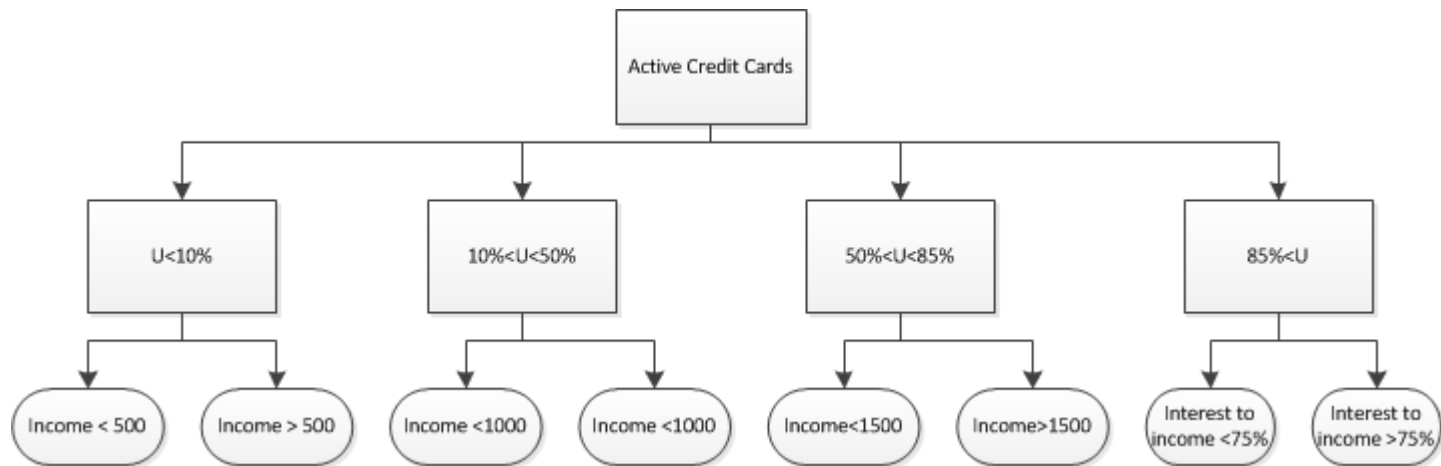 Active Credit Cards
U<10%
10%<U<50%
50%<U<85%
85%<U
Income < 500
Income > 500
Income <1000
Income <1000
Income<1500
Income>1500
Interest to
income <75%
Interest to
income >75%